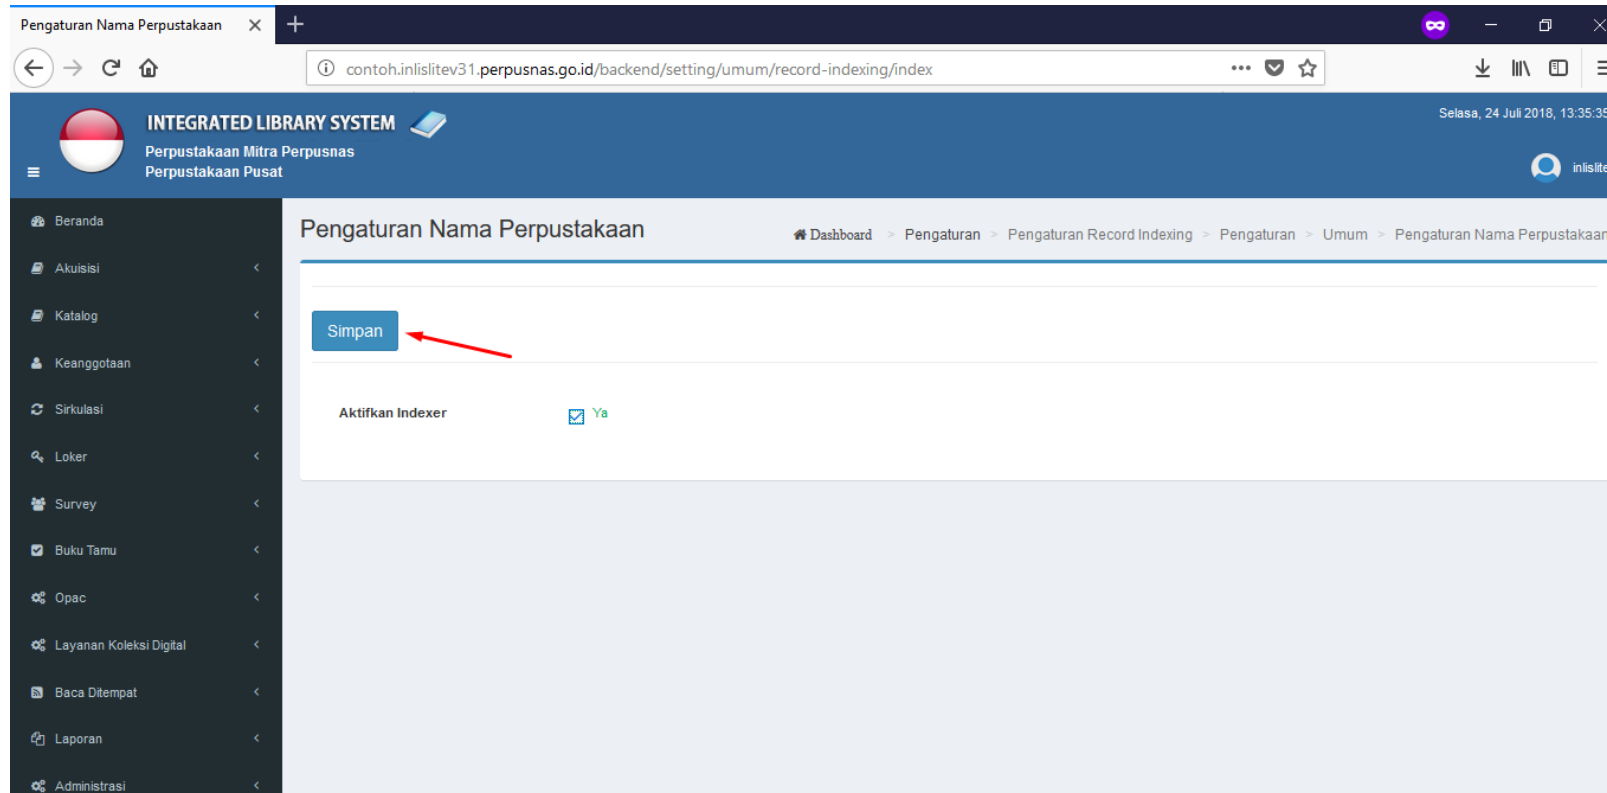 Pengaturan Nama Perpustakaan
contoh.inlislitev31.perpusnas.go.id/backend/setting/umum/record-indexing/index
INTEGRATED LIBRARY SYSTEM
Perpustakaan Mitra Perpusnas
Perpustakaan Pusat
Selasa, 24 Juli 2018, 13:35:35
inlislite
Beranda
Akuisisi
Katalog
Keanggotaan
Sirkulasi
Loker
Survey
Buku Tamu
Opac
Layanan Koleksi Digital
Baca Ditempat
Laporan
Administrasi
Pengaturan Nama Perpustakaan
Dashboard > Pengaturan > Pengaturan Record Indexing > Pengaturan > Umum > Pengaturan Nama Perpustakaan
Simpan
Aktifkan Indexer Ya